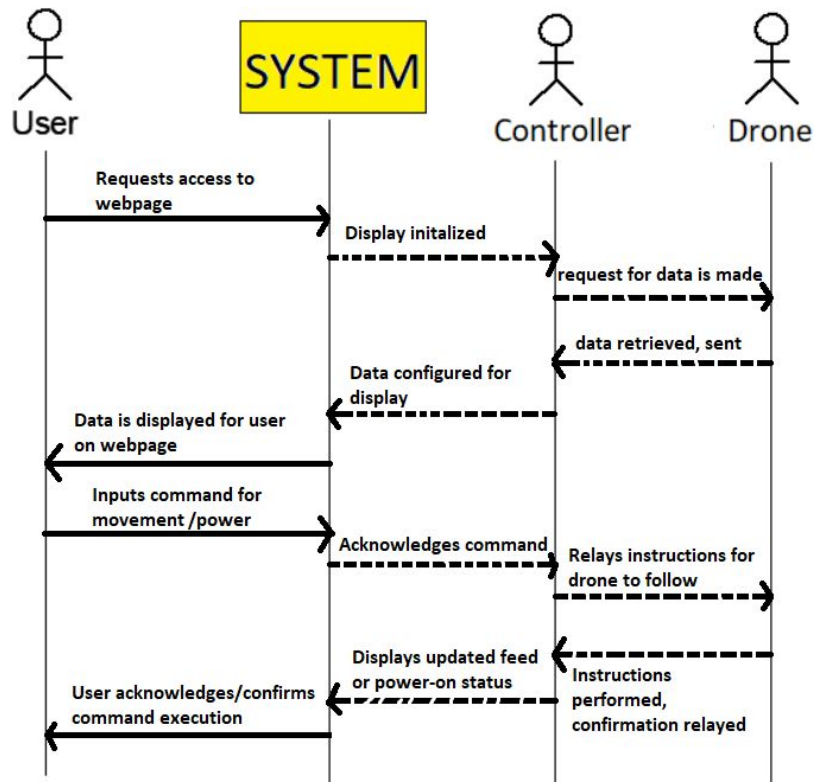 User
SYSTEM
Controller
Drone
Requests access to
webpage
Display initalized
request for data is made
data retrieved, sent
Data configured for
display
Data is displayed for user
on webpage
Inputs command for
movement /power
Acknowledges command
Relays instructions for
drone to follow
Displays updated feed
or power-on status
Instructions
performed,
confirmation relayed
User acknowledges/confirms
command execution